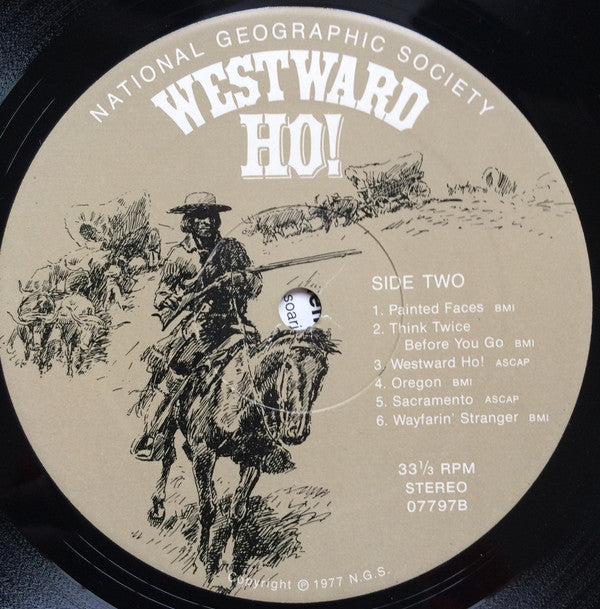 NATIONAL GEOGRAPHIC SOCIETY
WESTWARD
HO!
SIDE TWO
1. Painted Faces BMI
2. Think Twice
Before You Go BMI
3. Westward Ho! ASCAP
4. Oregon BMI
5. Sacramento ASCAP
6. Wayfarin' Stranger BMI
33⅓ RPM
STEREO
07797B
Copyright ℗ 1977 N.G.S.